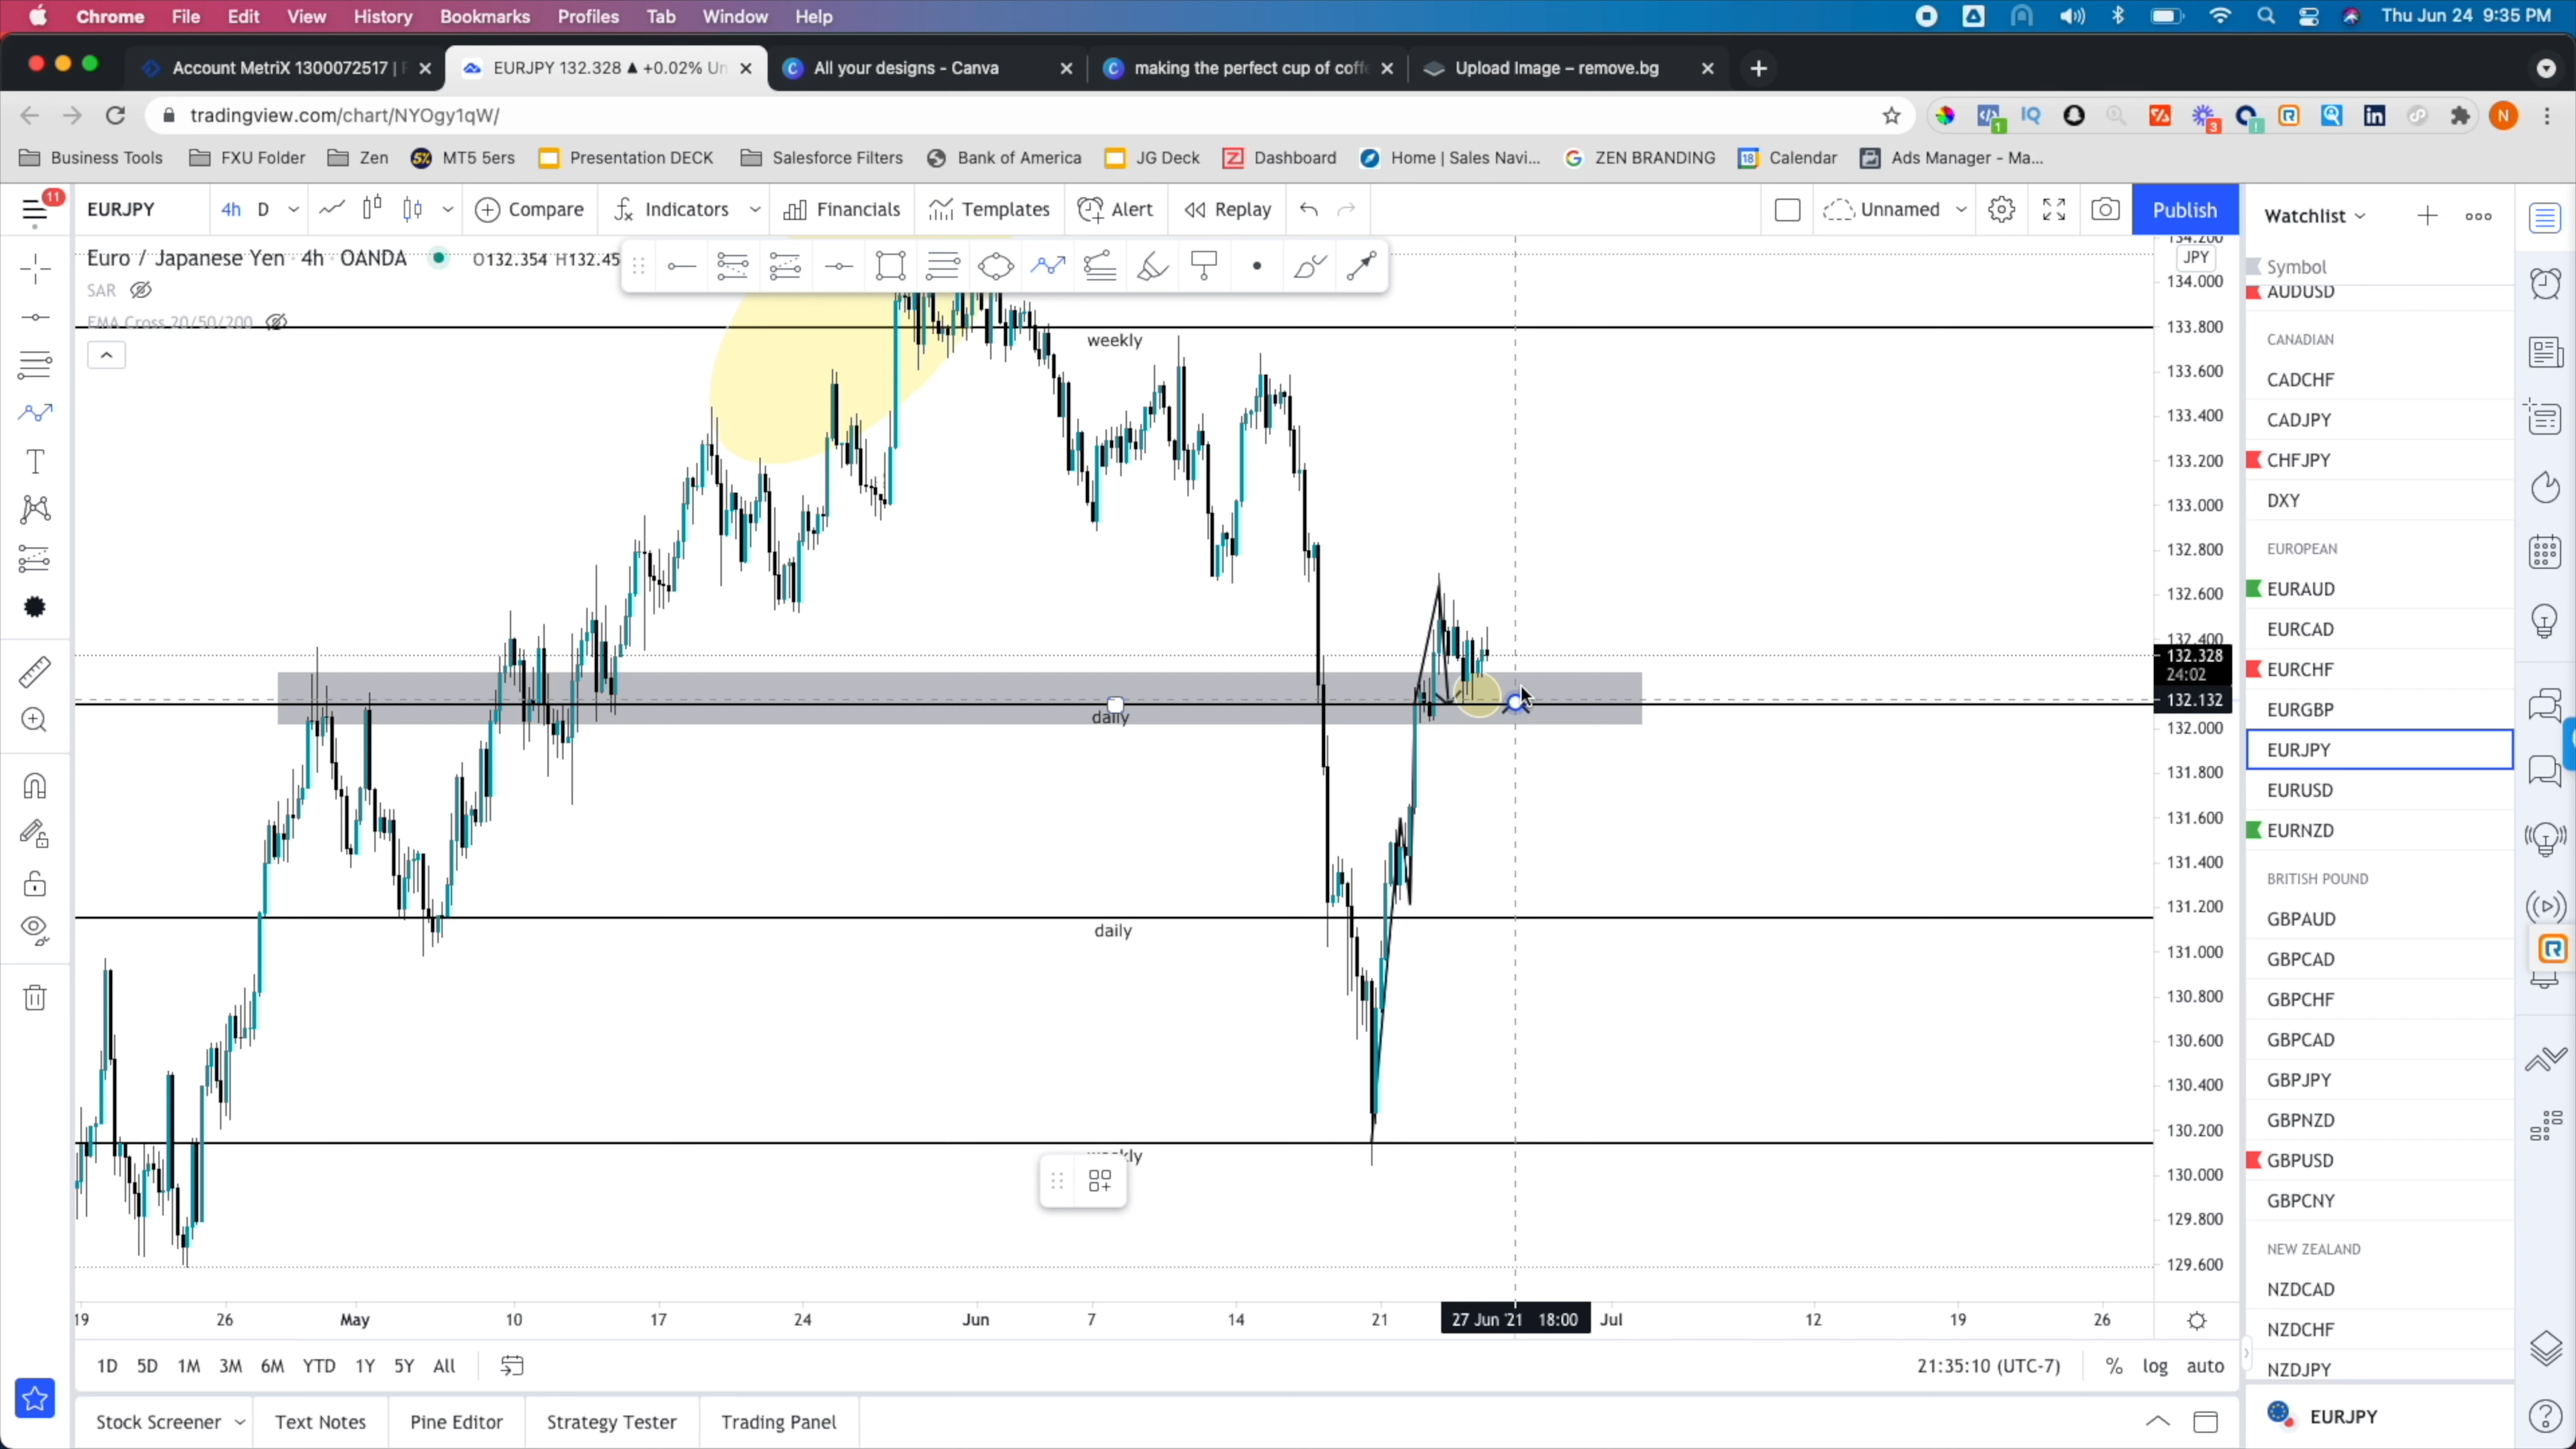 Chrome File Edit View History Bookmarks Profiles Tab Window Help Thu Jun 24 9:35 PM
Account MetriX 1300072517 | EURJPY 132.328 ▲ +0.02% Un All your designs - Canva making the perfect cup of coff Upload Image – remove.bg
tradingview.com/chart/NYOgy1qW/
Business Tools FXU Folder Zen MT5 5ers Presentation DECK Salesforce Filters Bank of America JG Deck Dashboard Home | Sales Navi... ZEN BRANDING 18 Calendar Ads Manager - Ma...
11 EURJPY 4h D Compare Indicators Financials Templates Alert Replay Unnamed Publish Watchlist
Euro / Japanese Yen 4h OANDA O132.354 H132.45
SAR
EMA Cross 20/50/200
weekly
daily
daily
JPY
134.200
134.000
133.800
133.600
133.400
133.200
133.000
132.800
132.600
132.400
132.328
24:02
132.132
132.000
131.800
131.600
131.400
131.200
131.000
130.800
130.600
130.400
130.200
130.000
129.800
129.600
19 26 May 10 17 24 Jun 7 14 21 27 Jun '21 18:00 Jul 12 19 26
1D 5D 1M 3M 6M YTD 1Y 5Y All 21:35:10 (UTC-7) % log auto
Stock Screener Text Notes Pine Editor Strategy Tester Trading Panel
Symbol
AUDUSD
CANADIAN
CADCHF
CADJPY
CHFJPY
DXY
EUROPEAN
EURAUD
EURCAD
EURCHF
EURGBP
EURJPY
EURUSD
EURNZD
BRITISH POUND
GBPAUD
GBPCAD
GBPCHF
GBPCAD
GBPJPY
GBPNZD
GBPUSD
GBPCNY
NEW ZEALAND
NZDCAD
NZDCHF
NZDJPY
EURJPY